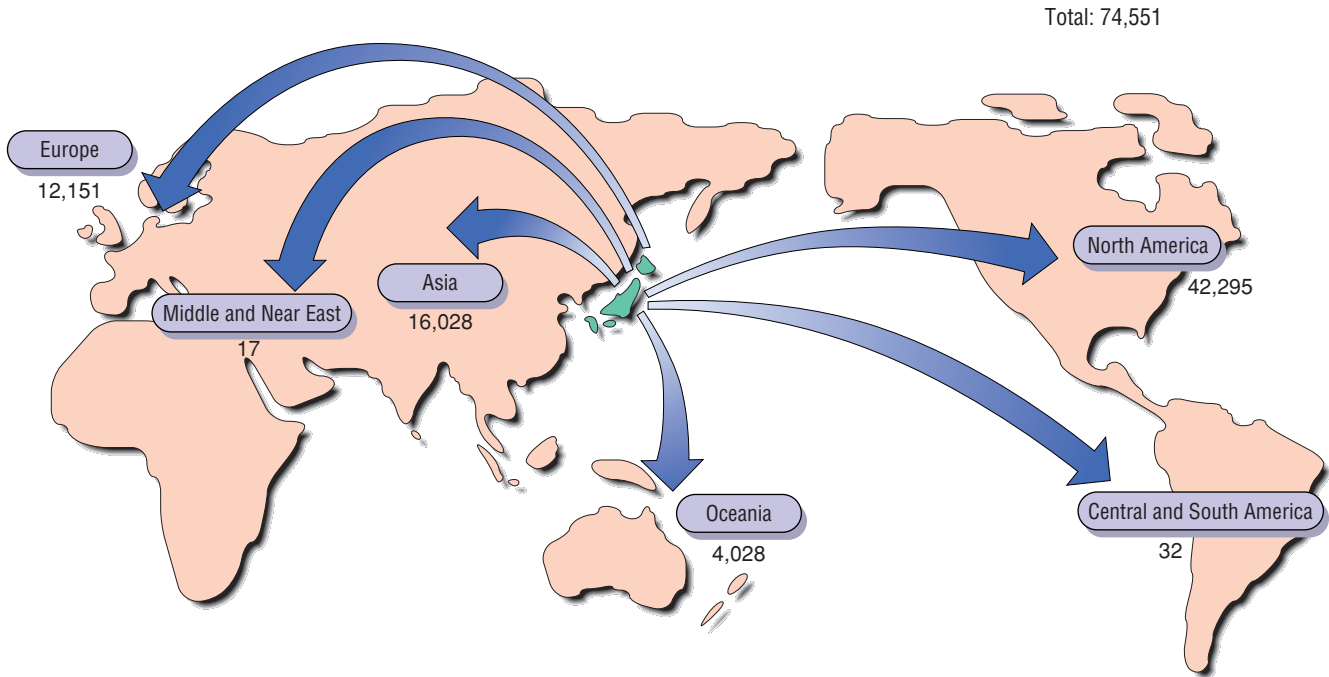 Total: 74,551
Europe
12,151
North America
42,295
Asia
16,028
Middle and Near East
17
Oceania
4,028
Central and South America
32